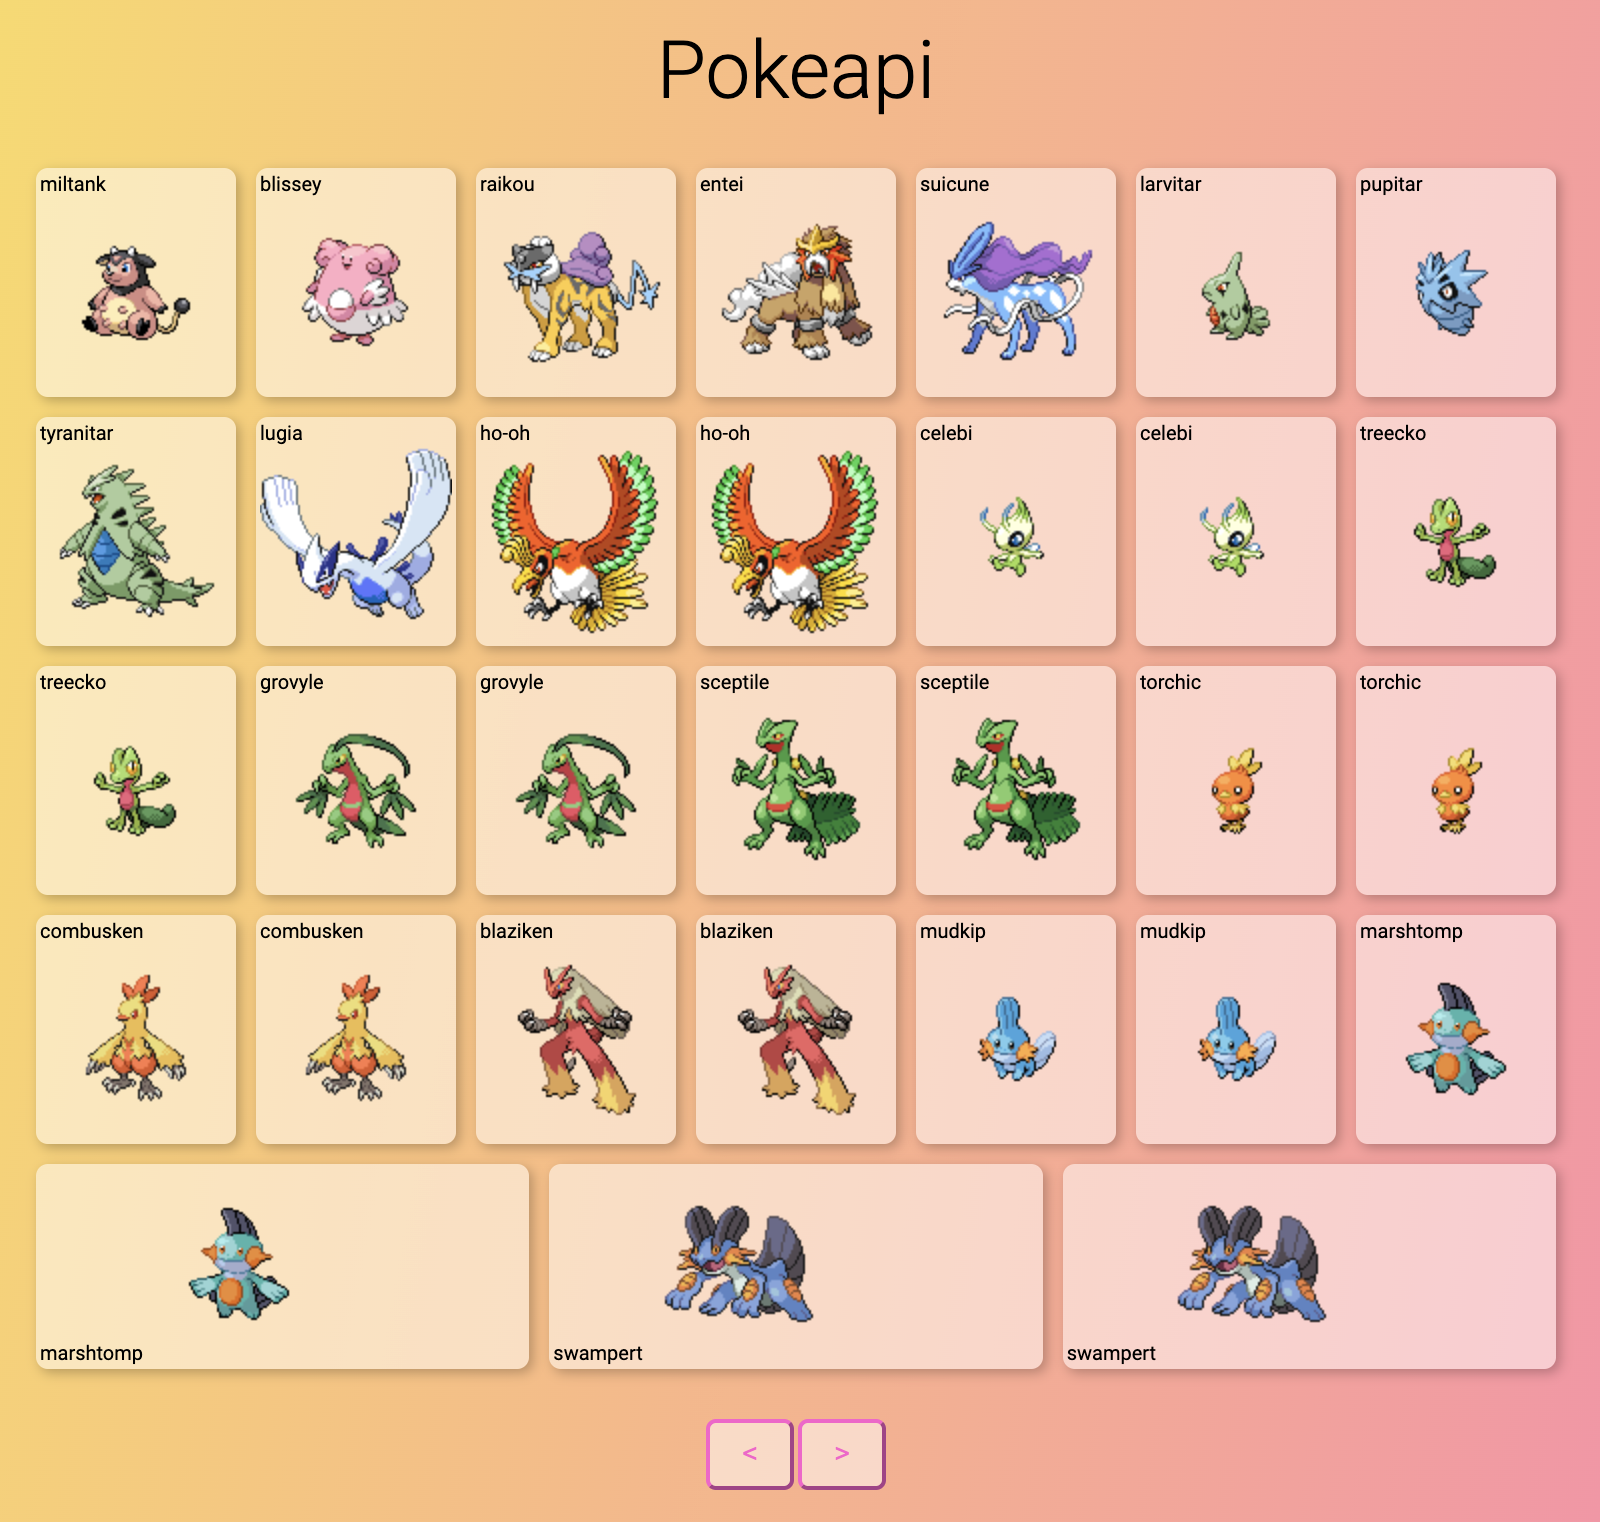 Pokeapi
miltank
blissey
raikou
entei
suicune
larvitar
pupitar
tyranitar
lugia
ho-oh
ho-oh
celebi
celebi
treecko
treecko
grovyle
grovyle
sceptile
sceptile
torchic
torchic
combusken
combusken
blaziken
blaziken
mudkip
mudkip
marshtomp
marshtomp
swampert
swampert
<
>